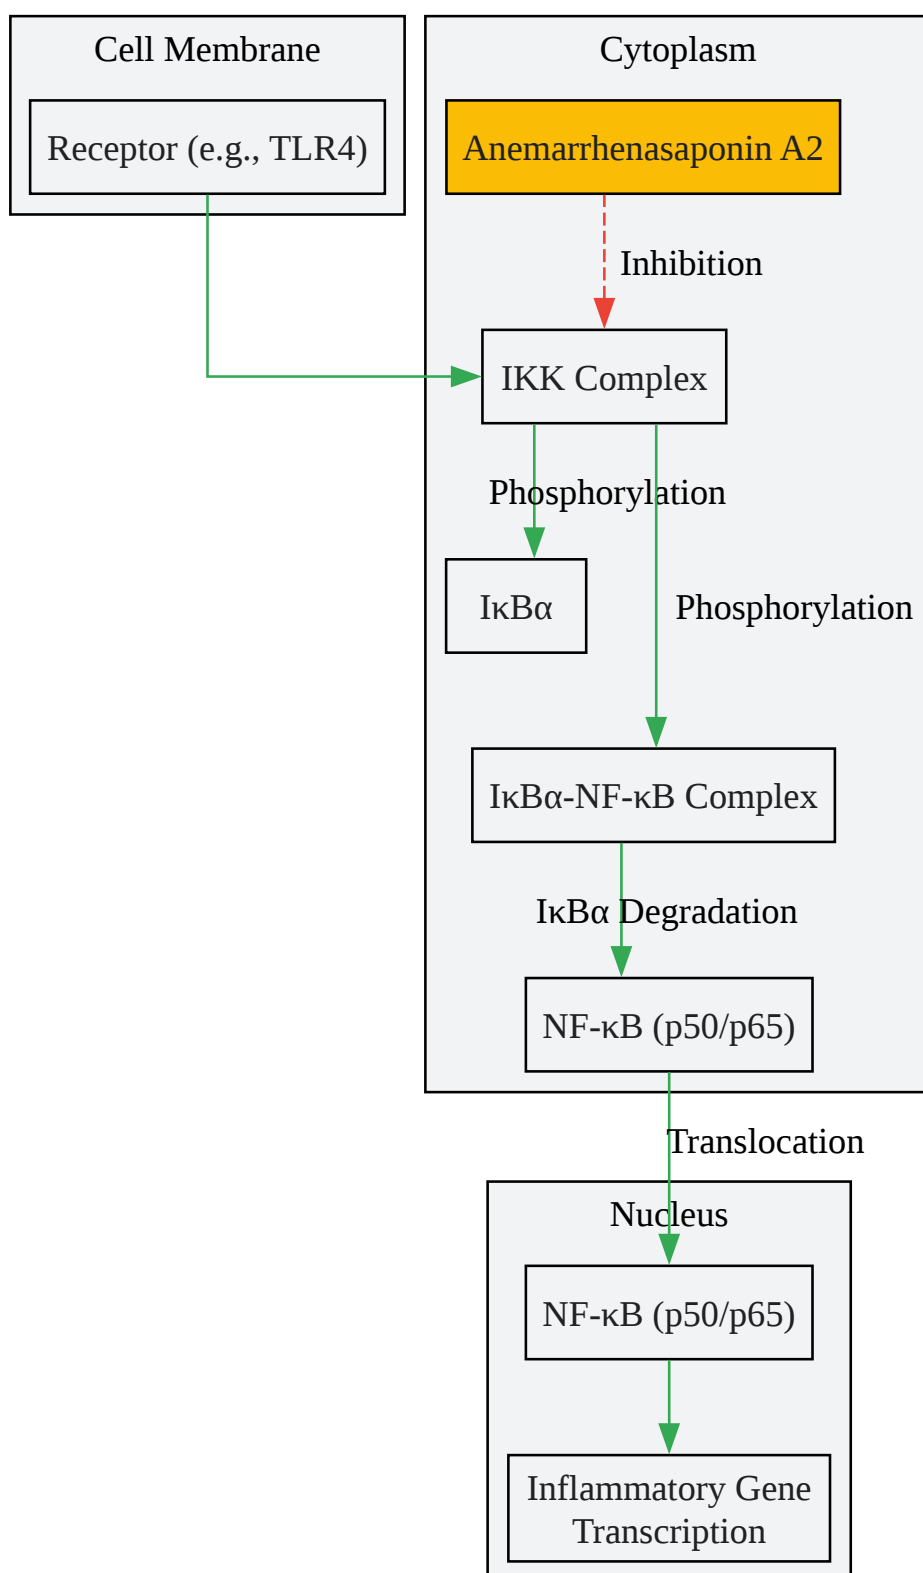 Cell Membrane
Receptor (e.g., TLR4)
Cytoplasm
Anemarrhenasaponin A2
Inhibition
IKK Complex
Phosphorylation
IκBα
Phosphorylation
IκBα-NF-κB Complex
IκBα Degradation
NF-κB (p50/p65)
Translocation
Nucleus
NF-κB (p50/p65)
Inflammatory Gene
Transcription